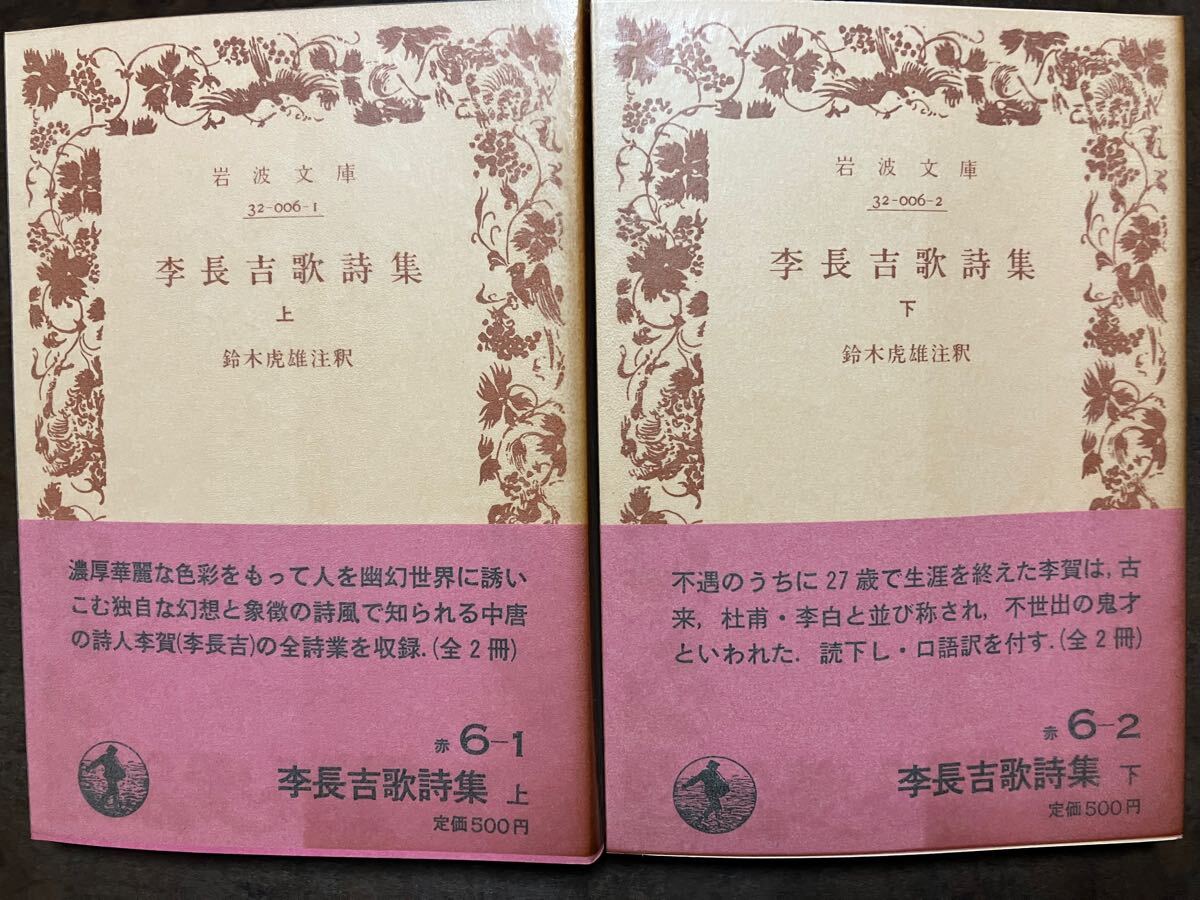 岩波文庫
32-006-1
李長吉歌詩集
上
鈴木虎雄注釈
濃厚華麗な色彩をもって人を幽幻世界に誘い
こむ独自な幻想と象徴の詩風で知られる中唐
の詩人李賀(李長吉)の全詩業を収録.(全2冊)
赤 6-1
李長吉歌詩集 上
定価500円
岩波文庫
32-006-2
李長吉歌詩集
下
鈴木虎雄注釈
不遇のうちに27歳で生涯を終えた李賀は,古
来,杜甫・李白と並び称され,不世出の鬼才
といわれた. 読下し・口語訳を付す.(全2冊)
赤 6-2
李長吉歌詩集 下
定価500円